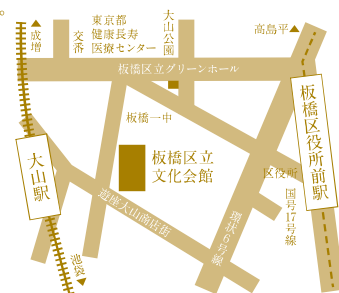 ▲成増
交番
東京都
健康長寿
医療センター
大山公園
高島平▲
板橋区立グリーンホール
板橋一中
板橋区役所前駅
大山駅
板橋区立
文化会館
区役所
遊座大山商店街
環状6号線
国号17号線
池袋▼